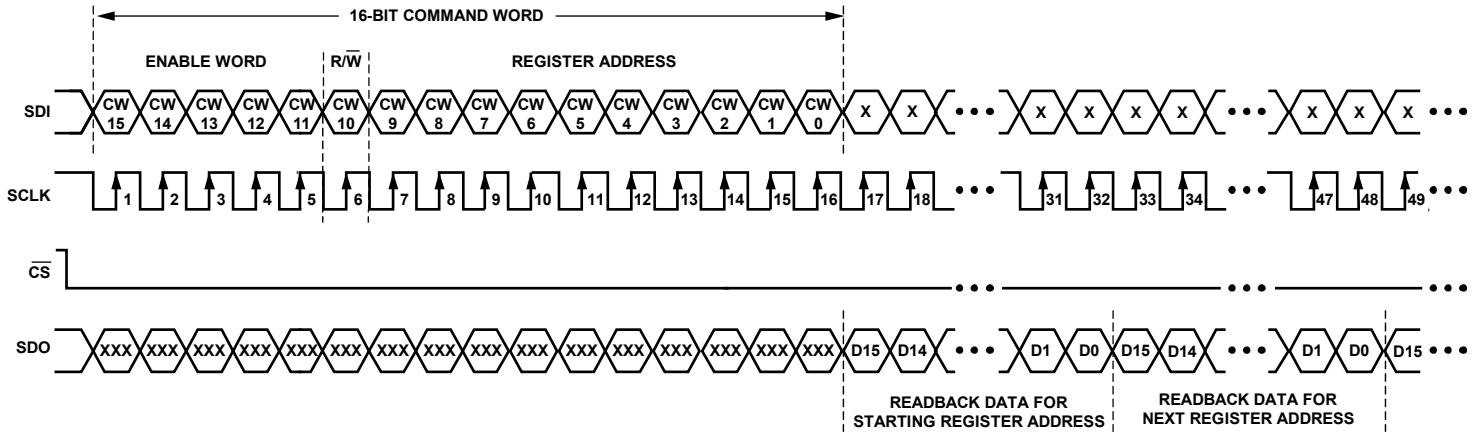 16-BIT COMMAND WORD
ENABLE WORD R/W̅ REGISTER ADDRESS
SDI CW 15 CW 14 CW 13 CW 12 CW 11 CW 10 CW 9 CW 8 CW 7 CW 6 CW 5 CW 4 CW 3 CW 2 CW 1 CW 0 X X ••• X X X X ••• X X X •••
SCLK 1 2 3 4 5 6 7 8 9 10 11 12 13 14 15 16 17 18 ••• 31 32 33 34 ••• 47 48 49 •••
C̅S̅ ••• ••• •••
SDO XXX XXX XXX XXX XXX XXX XXX XXX XXX XXX XXX XXX XXX XXX XXX XXX D15 D14 ••• D1 D0 D15 D14 ••• D1 D0 D15 •••
READBACK DATA FOR READBACK DATA FOR
STARTING REGISTER ADDRESS NEXT REGISTER ADDRESS